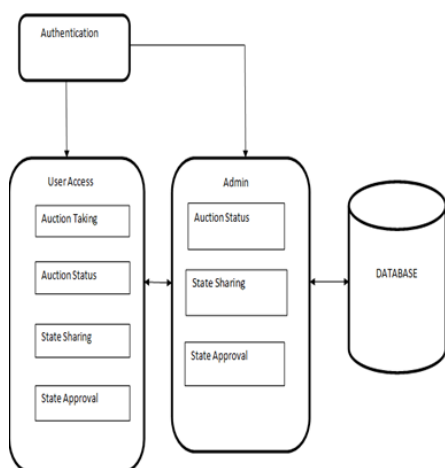 Authentication
User Access
Auction Taking
Auction Status
State Sharing
State Approval
Admin
Auction Status
State Sharing
State Approval
DATABASE